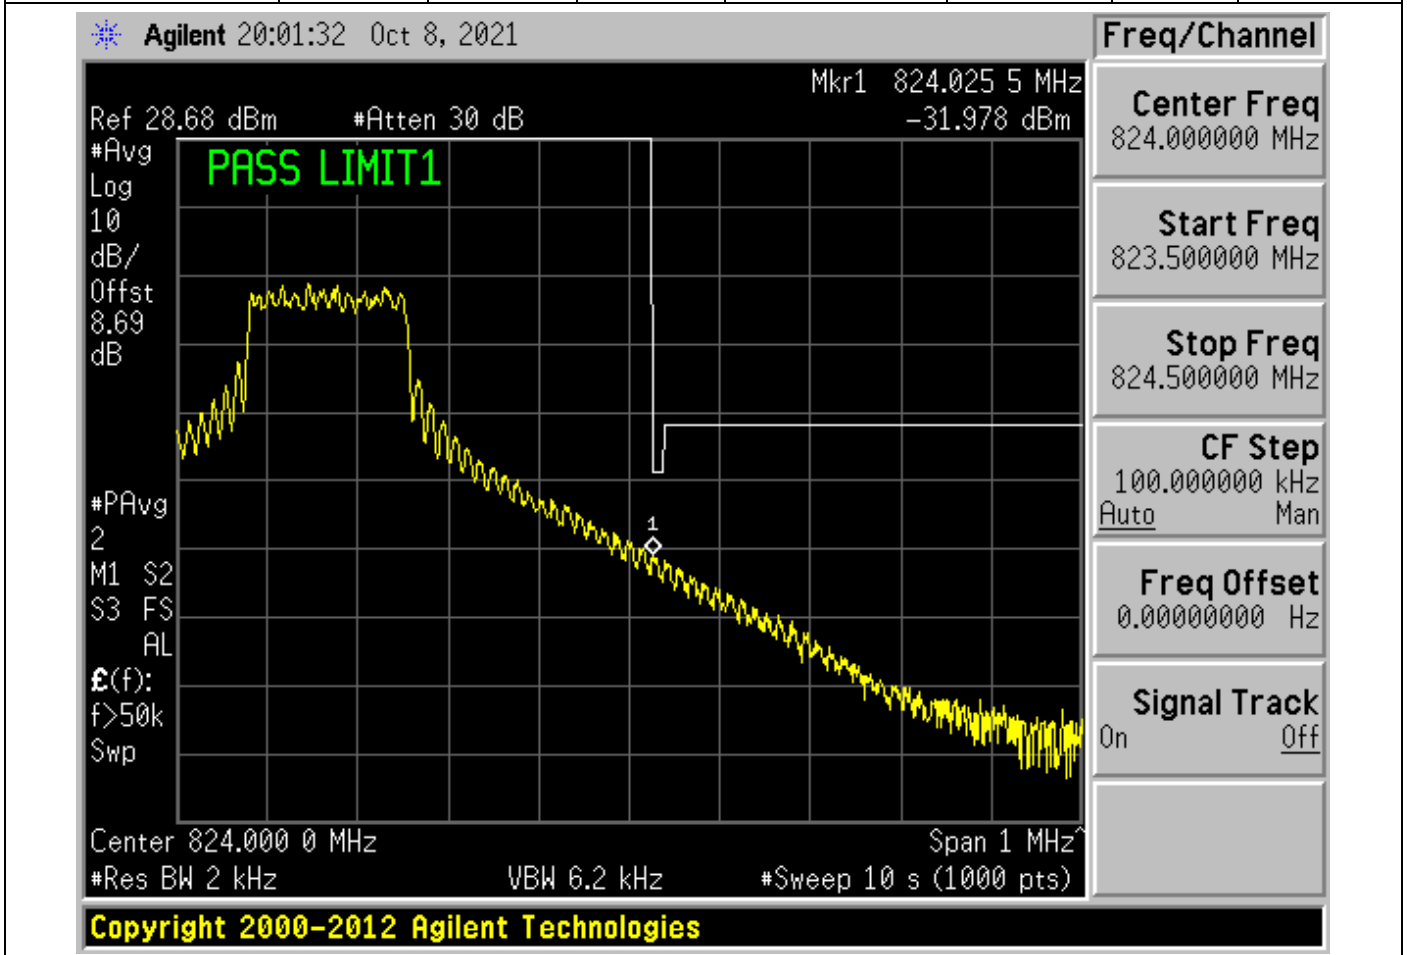 Agilent 20:01:32 Oct 8, 2021
Freq/Channel
Mkr1 824.025 5 MHz
Ref 28.68 dBm #Atten 30 dB -31.978 dBm
#Avg
Log
10
dB/
Offst
8.69
dB
PASS LIMIT1
1
#PAvg
2
M1 S2
S3 FS
AL
£(f):
f>50k
Swp
Center 824.000 0 MHz Span 1 MHz^
#Res BW 2 kHz VBW 6.2 kHz #Sweep 10 s (1000 pts)
Center Freq
824.000000 MHz
Start Freq
823.500000 MHz
Stop Freq
824.500000 MHz
CF Step
100.000000 kHz
Auto Man
Freq Offset
0.00000000 Hz
Signal Track
On Off
Copyright 2000-2012 Agilent Technologies